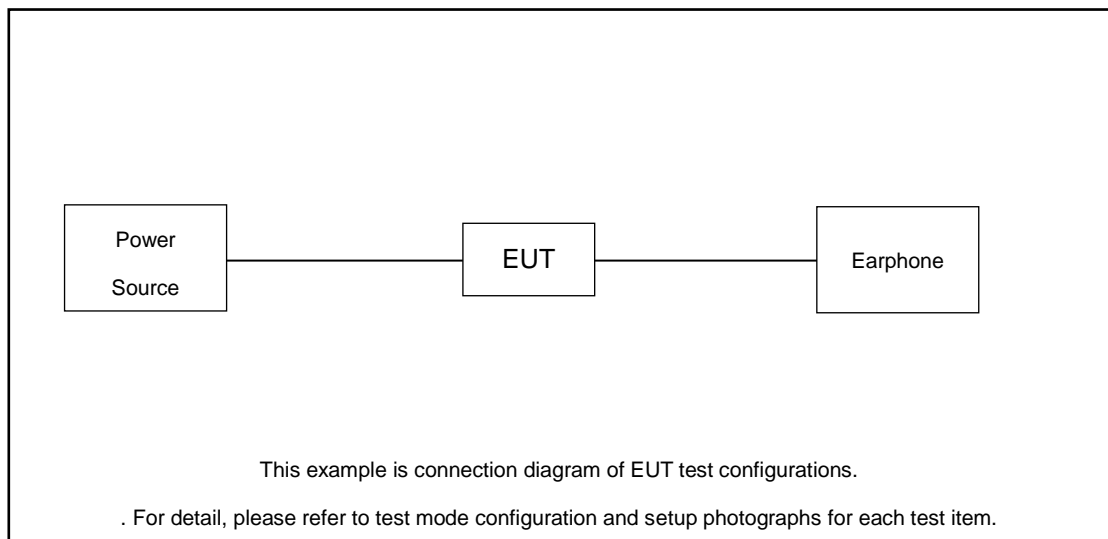 Power
Source
EUT
Earphone
This example is connection diagram of EUT test configurations.
. For detail, please refer to test mode configuration and setup photographs for each test item.